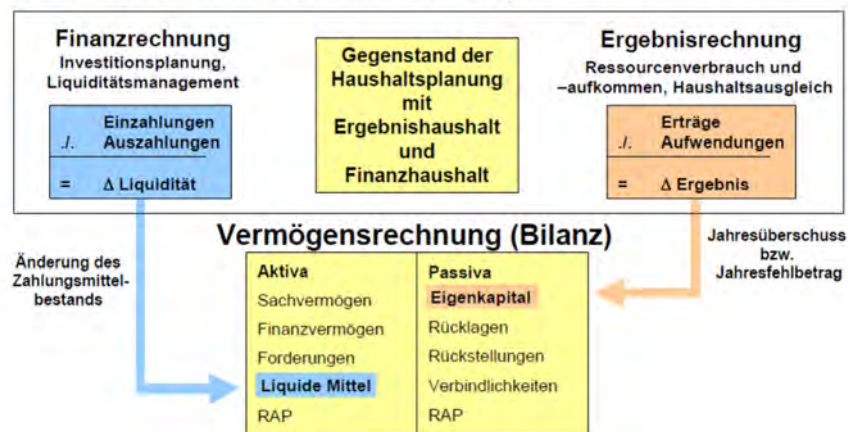 Finanzrechnung
Investitionsplanung,
Liquiditätsmanagement
Einzahlungen
./. Auszahlungen
= Δ Liquidität
Gegenstand der
Haushaltsplanung
mit
Ergebnishaushalt
und
Finanzhaushalt
Ergebnisrechnung
Ressourcenverbrauch und
–aufkommen, Haushaltsausgleich
Erträge
./. Aufwendungen
= Δ Ergebnis
Änderung des
Zahlungsmittel-
bestands
Vermögensrechnung (Bilanz)
Aktiva
Sachvermögen
Finanzvermögen
Forderungen
Liquide Mittel
RAP
Passiva
Eigenkapital
Rücklagen
Rückstellungen
Verbindlichkeiten
RAP
Jahresüberschuss
bzw.
Jahresfehlbetrag